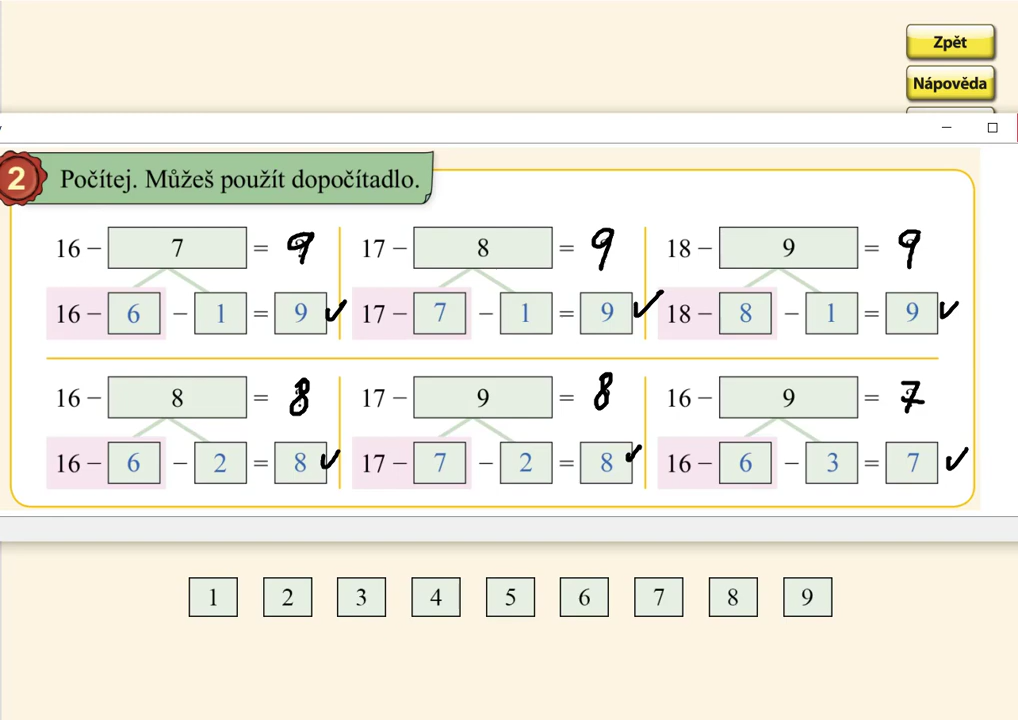 Zpět
Nápověda
2 Počítej. Můžeš použít dopočítadlo.
16 − 7 = 9 17 − 8 = 9 18 − 9 = 9
16 − 6 − 1 = 9 ✓ 17 − 7 − 1 = 9 ✓ 18 − 8 − 1 = 9 ✓
16 − 8 = 8 17 − 9 = 8 16 − 9 = 7
16 − 6 − 2 = 8 ✓ 17 − 7 − 2 = 8 ✓ 16 − 6 − 3 = 7 ✓
1 2 3 4 5 6 7 8 9